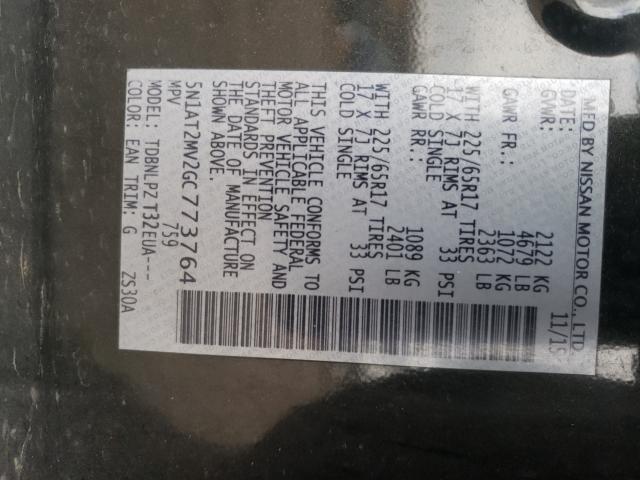 MFD BY NISSAN MOTOR CO., LTD
DATE: 11/15
GVWR: 2122 KG
4679 LB
GAWR FR.: 1072 KG
2363 LB
WITH 225/65R17 TIRES
17 X 7J RIMS AT 33 PSI
COLD SINGLE
GAWR RR.: 1089 KG
2401 LB
WITH 225/65R17 TIRES
17 X 7J RIMS AT 33 PSI
COLD SINGLE
THIS VEHICLE CONFORMS TO
ALL APPLICABLE FEDERAL
MOTOR VEHICLE SAFETY AND
THEFT PREVENTION
STANDARDS IN EFFECT ON
THE DATE OF MANUFACTURE
SHOWN ABOVE.
5N1AT2MV2GC773764
MPV 759
MODEL: TDBNLPZ T32EUA---
COLOR: EAN TRIM: G ZS30A